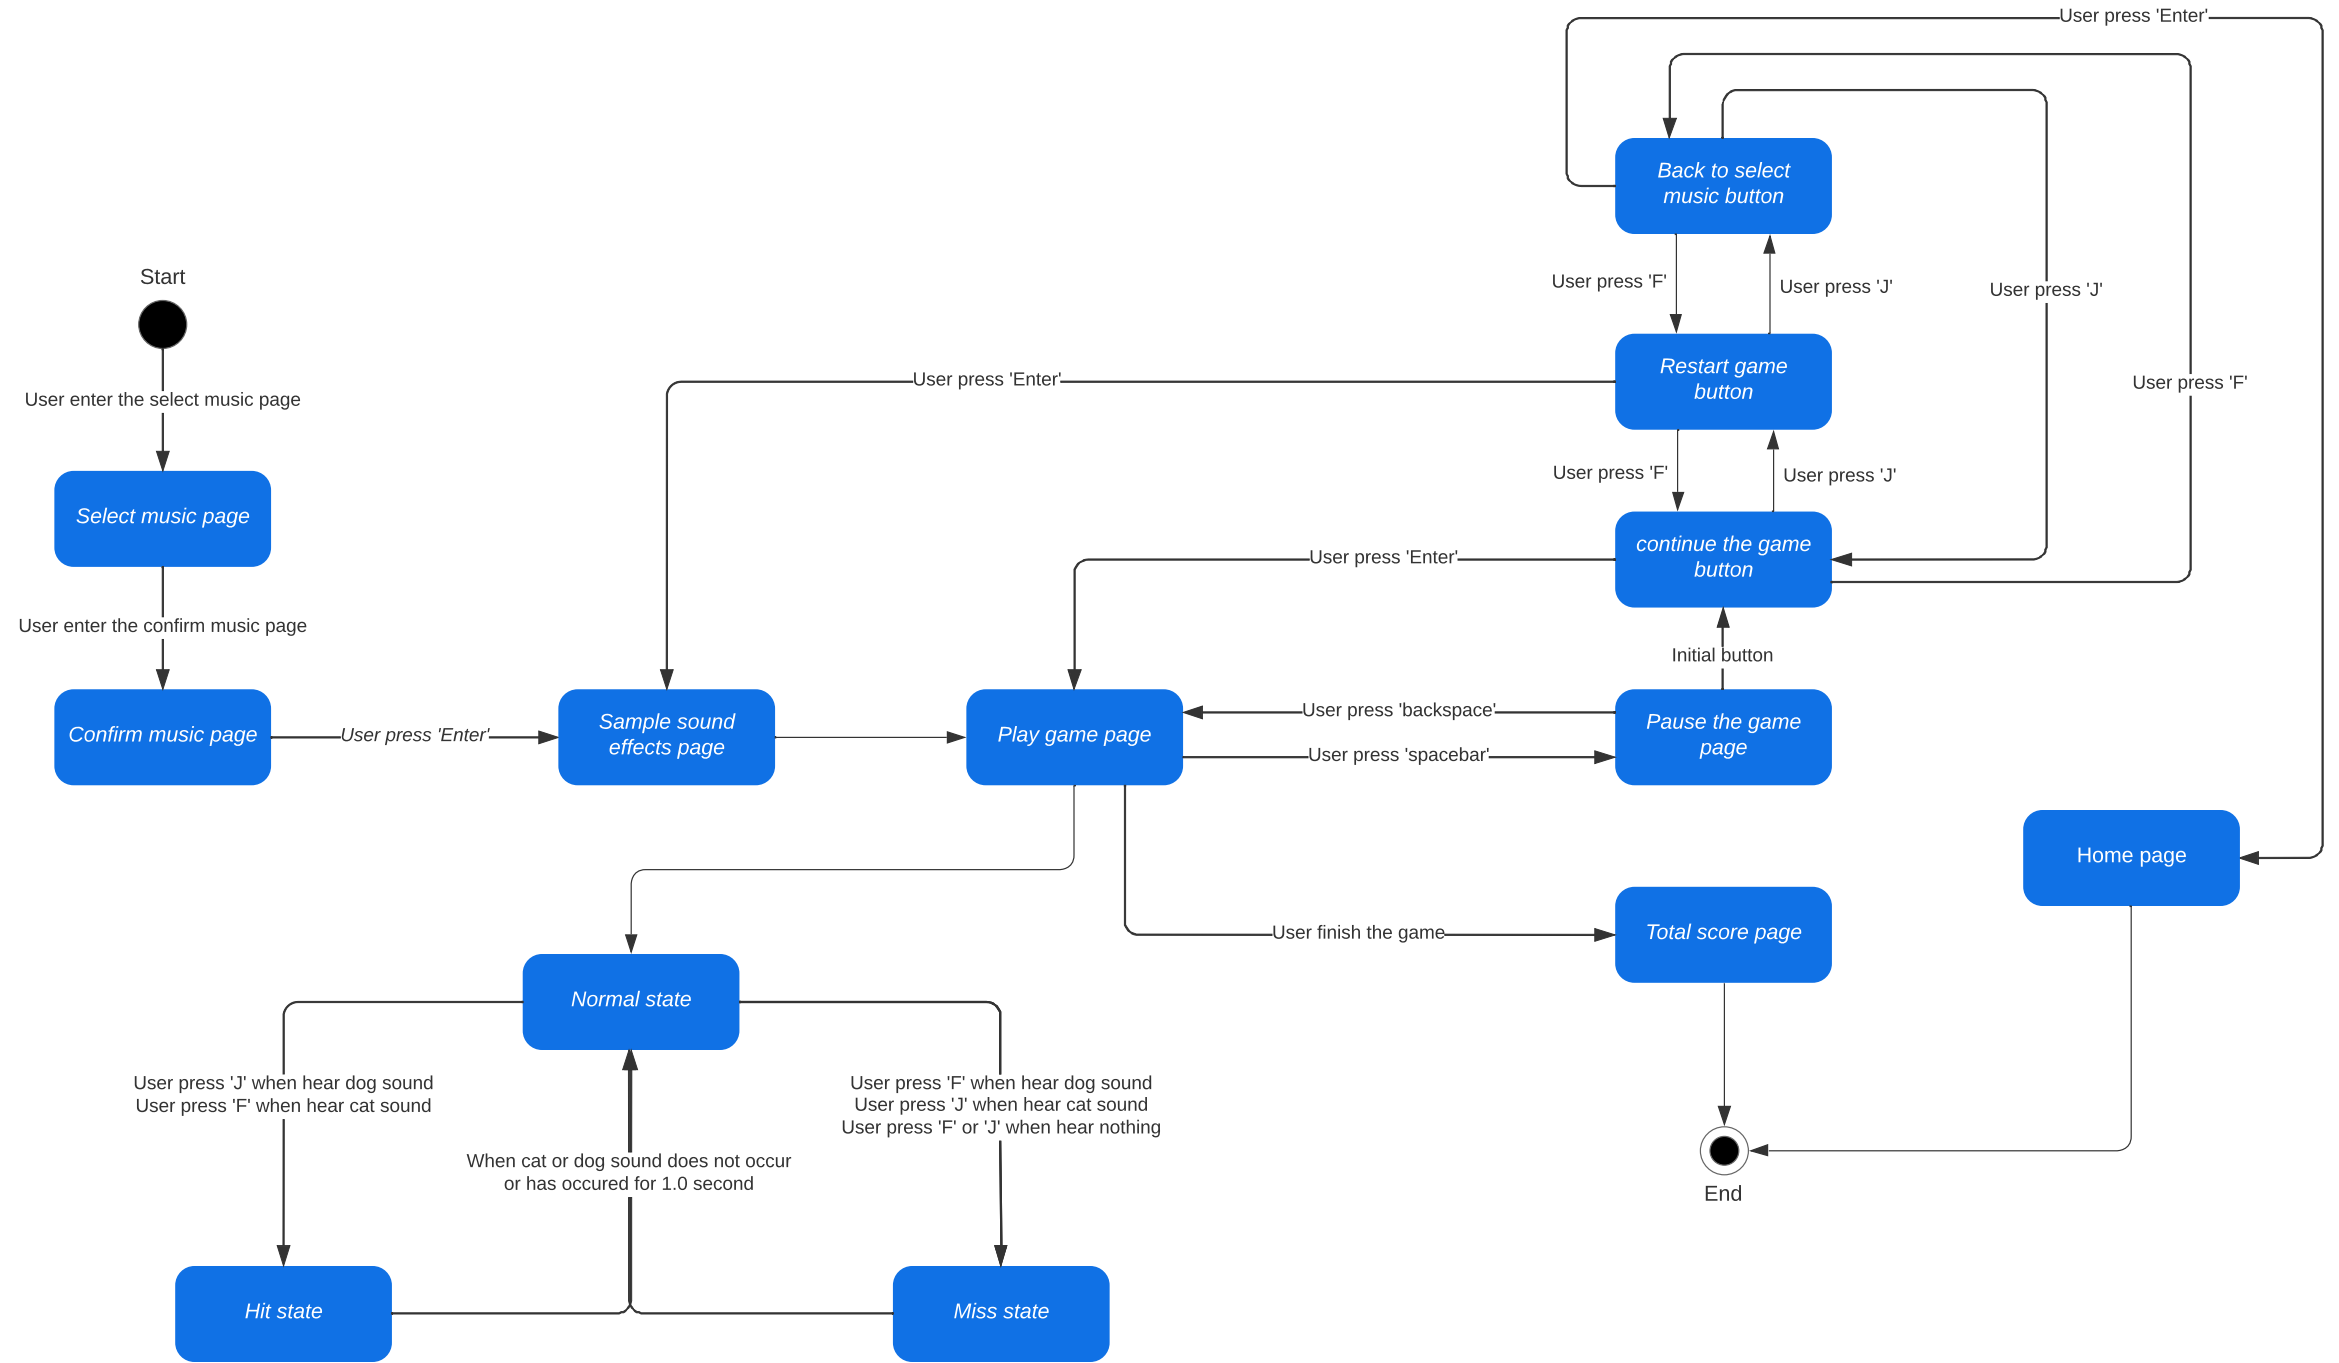 User press 'Enter'
Back to select
music button
Start
User press 'F'
User press 'J'
User press 'J'
User enter the select music page
User press 'Enter'
Restart game
button
User press 'F'
User press 'F'
User press 'J'
Select music page
User press 'Enter'
continue the game
button
User enter the confirm music page
Initial button
Confirm music page
User press 'Enter'
Sample sound
effects page
Play game page
User press 'backspace'
User press 'spacebar'
Pause the game
page
Home page
User finish the game
Total score page
Normal state
User press 'J' when hear dog sound
User press 'F' when hear cat sound
User press 'F' when hear dog sound
User press 'J' when hear cat sound
User press 'F' or 'J' when hear nothing
When cat or dog sound does not occur
or has occured for 1.0 second
End
Hit state
Miss state